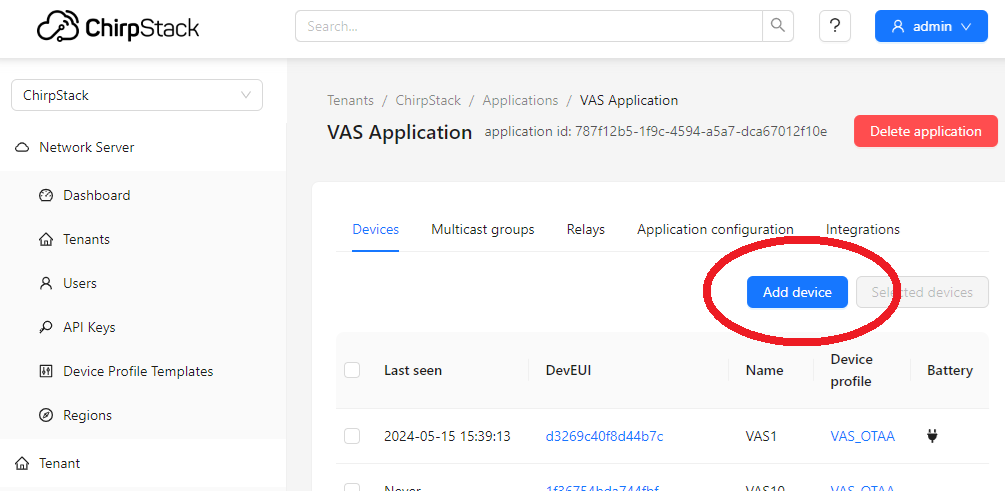 ChirpStack
Search...
?
admin
ChirpStack
Network Server
Dashboard
Tenants
Users
API Keys
Device Profile Templates
Regions
Tenant
Tenants / ChirpStack / Applications / VAS Application
VAS Application application id: 787f12b5-1f9c-4594-a5a7-dca67012f10e
Delete application
Devices Multicast groups Relays Application configuration Integrations
Add device Selected devices
Last seen DevEUI Name Device profile Battery
2024-05-15 15:39:13 d3269c40f8d44b7c VAS1 VAS_OTAA
Never 1f36754bda744fbf VAS10 VAS_OTAA